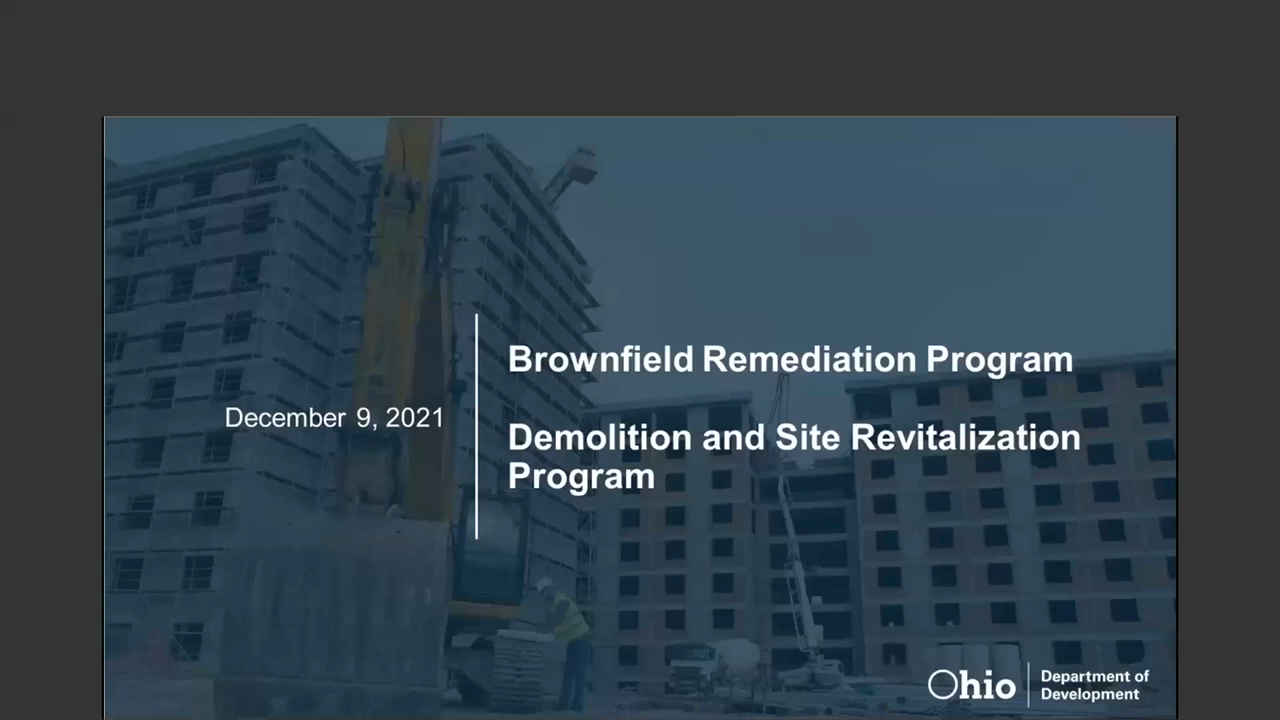 December 9, 2021
Brownfield Remediation Program
Demolition and Site Revitalization
Program
Ohio
Department of
Development